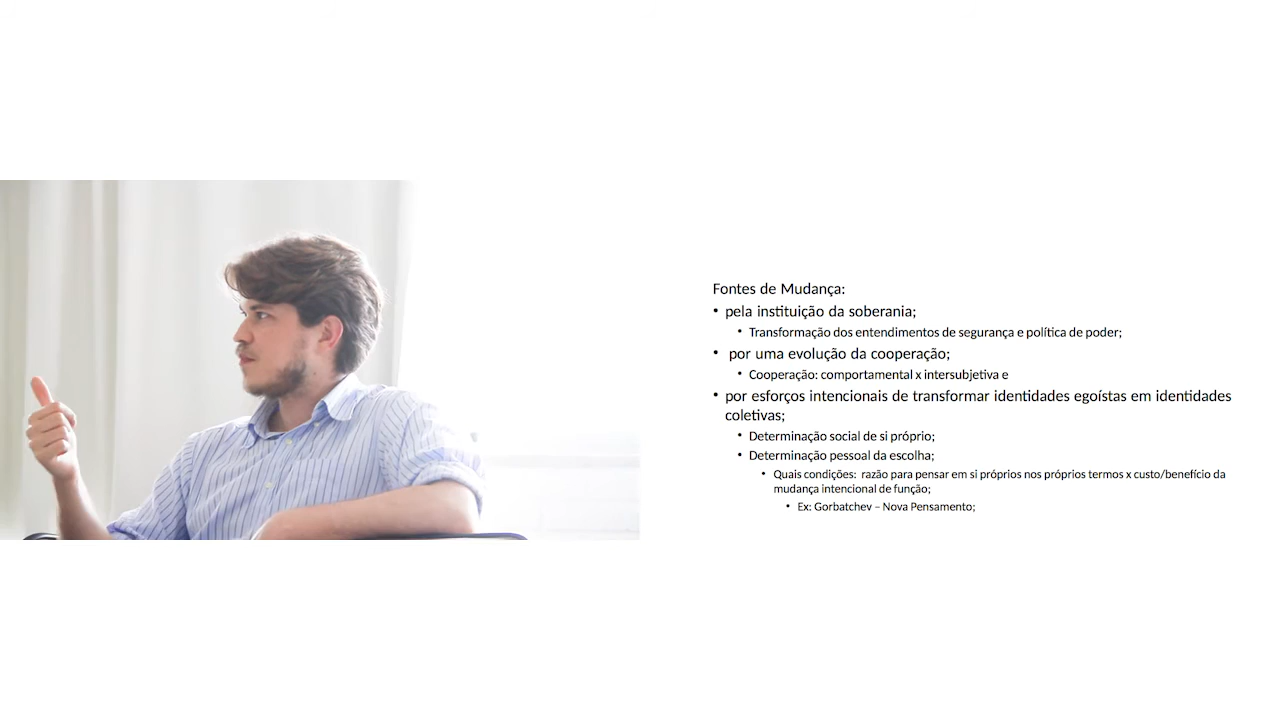 Fontes de Mudança:
• pela instituição da soberania;
• Transformação dos entendimentos de segurança e política de poder;
• por uma evolução da cooperação;
• Cooperação: comportamental x intersubjetiva e
• por esforços intencionais de transformar identidades egoístas em identidades
coletivas;
• Determinação social de si próprio;
• Determinação pessoal da escolha;
• Quais condições: razão para pensar em si próprios nos próprios termos x custo/benefício da
mudança intencional de função;
• Ex: Gorbatchev – Nova Pensamento;